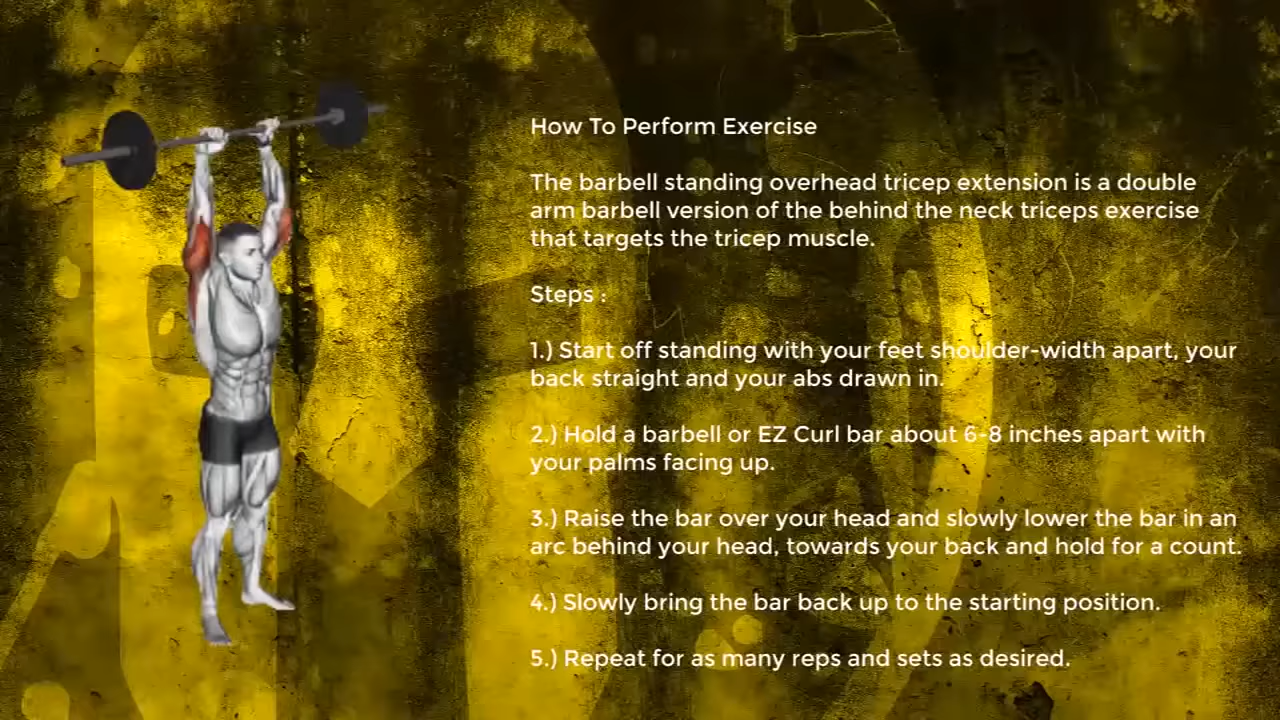 How To Perform Exercise
The barbell standing overhead tricep extension is a double
arm barbell version of the behind the neck triceps exercise
that targets the tricep muscle.
Steps :
1.) Start off standing with your feet shoulder-width apart, your
back straight and your abs drawn in.
2.) Hold a barbell or EZ Curl bar about 6-8 inches apart with
your palms facing up.
3.) Raise the bar over your head and slowly lower the bar in an
arc behind your head, towards your back and hold for a count.
4.) Slowly bring the bar back up to the starting position.
5.) Repeat for as many reps and sets as desired.